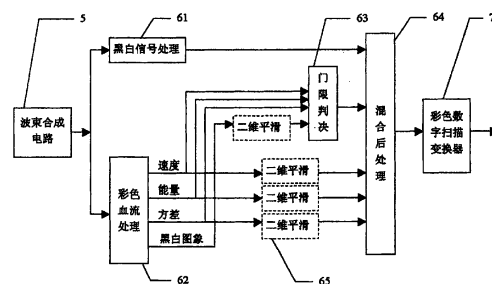 5
61
63
64
7
黑白信号处理
门限判决
波束合成
电路
二维平滑
混合后处理
彩色数
字扫描
变换器
彩色
血流
处理
速度
能量
方差
黑白图象
二维平滑
二维平滑
二维平滑
62
65